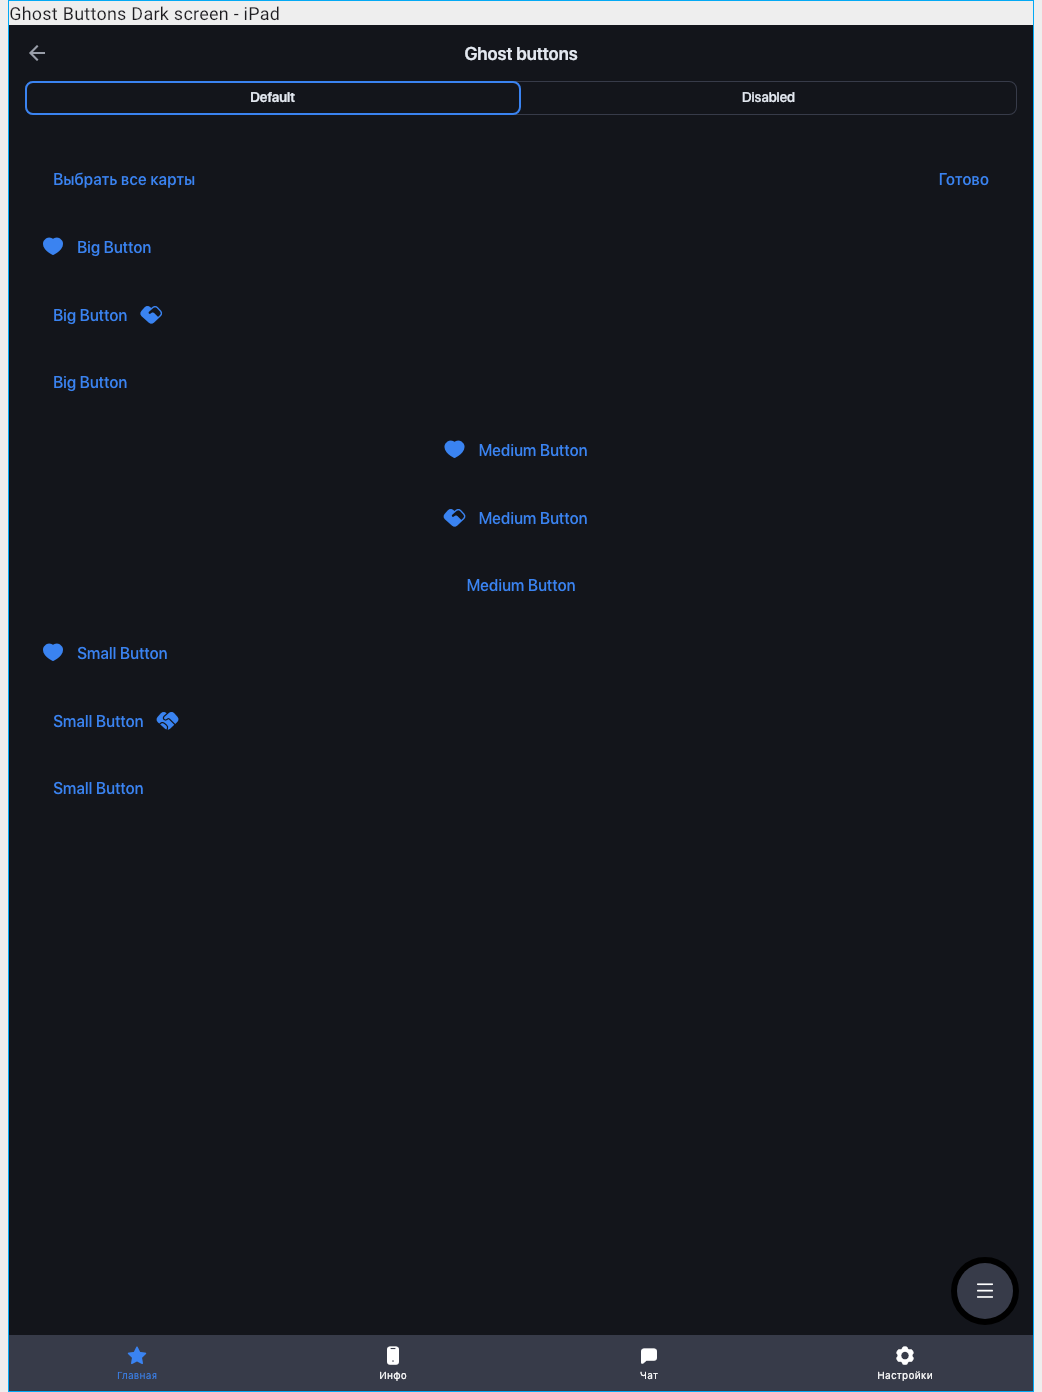 Ghost Buttons Dark screen - iPad
Ghost buttons
Default
Disabled
Выбрать все карты
Готово
Big Button
Big Button
Big Button
Medium Button
Medium Button
Medium Button
Small Button
Small Button
Small Button
Главная
Инфо
Чат
Настройки